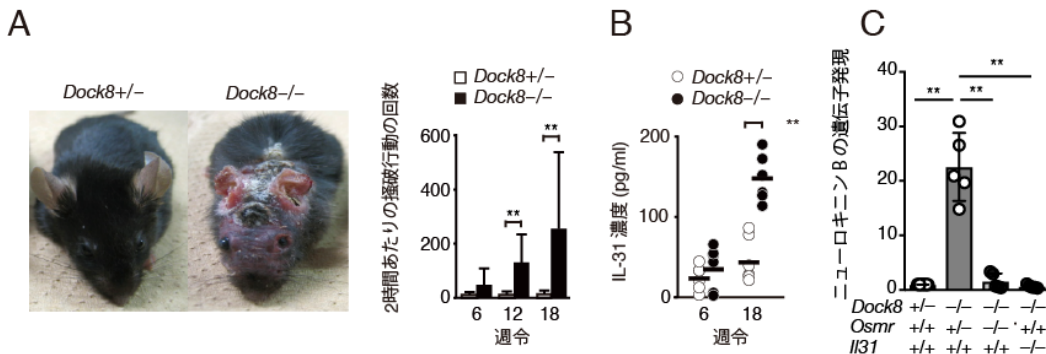 A
Dock8+/−
Dock8−/−
2時間あたりの掻破行動の回数
Dock8+/−
Dock8−/−
600
400
200
0
**
**
6
12
18
週令
B
IL-31 濃度 (pg/ml)
Dock8+/−
Dock8−/−
200
100
0
**
6
18
週令
C
ニューロキニン B の遺伝子発現
40
30
20
10
0
**
**
**
Dock8 +/− −/− −/− −/−
Osmr +/+ +/− −/− +/+
Il31 +/+ +/+ +/+ −/−